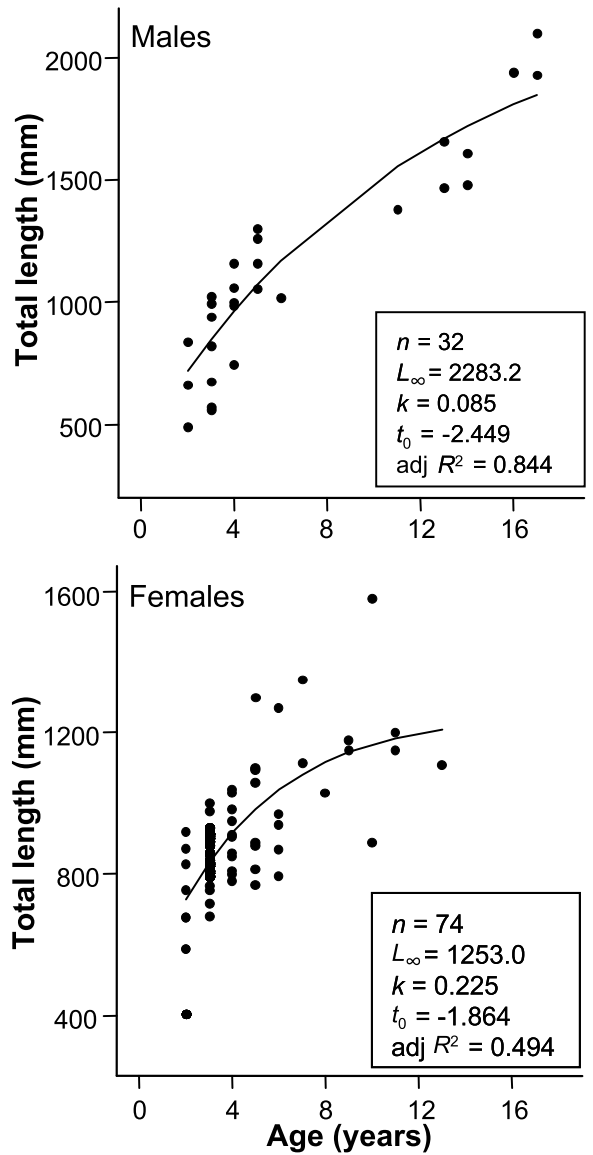 Males
Total length (mm)
2000
1500
1000
500
n = 32
L∞ = 2283.2
k = 0.085
t0 = -2.449
adj R² = 0.844
0 4 8 12 16
Females
Total length (mm)
1600
1200
800
400
n = 74
L∞ = 1253.0
k = 0.225
t0 = -1.864
adj R² = 0.494
0 4 8 12 16
Age (years)